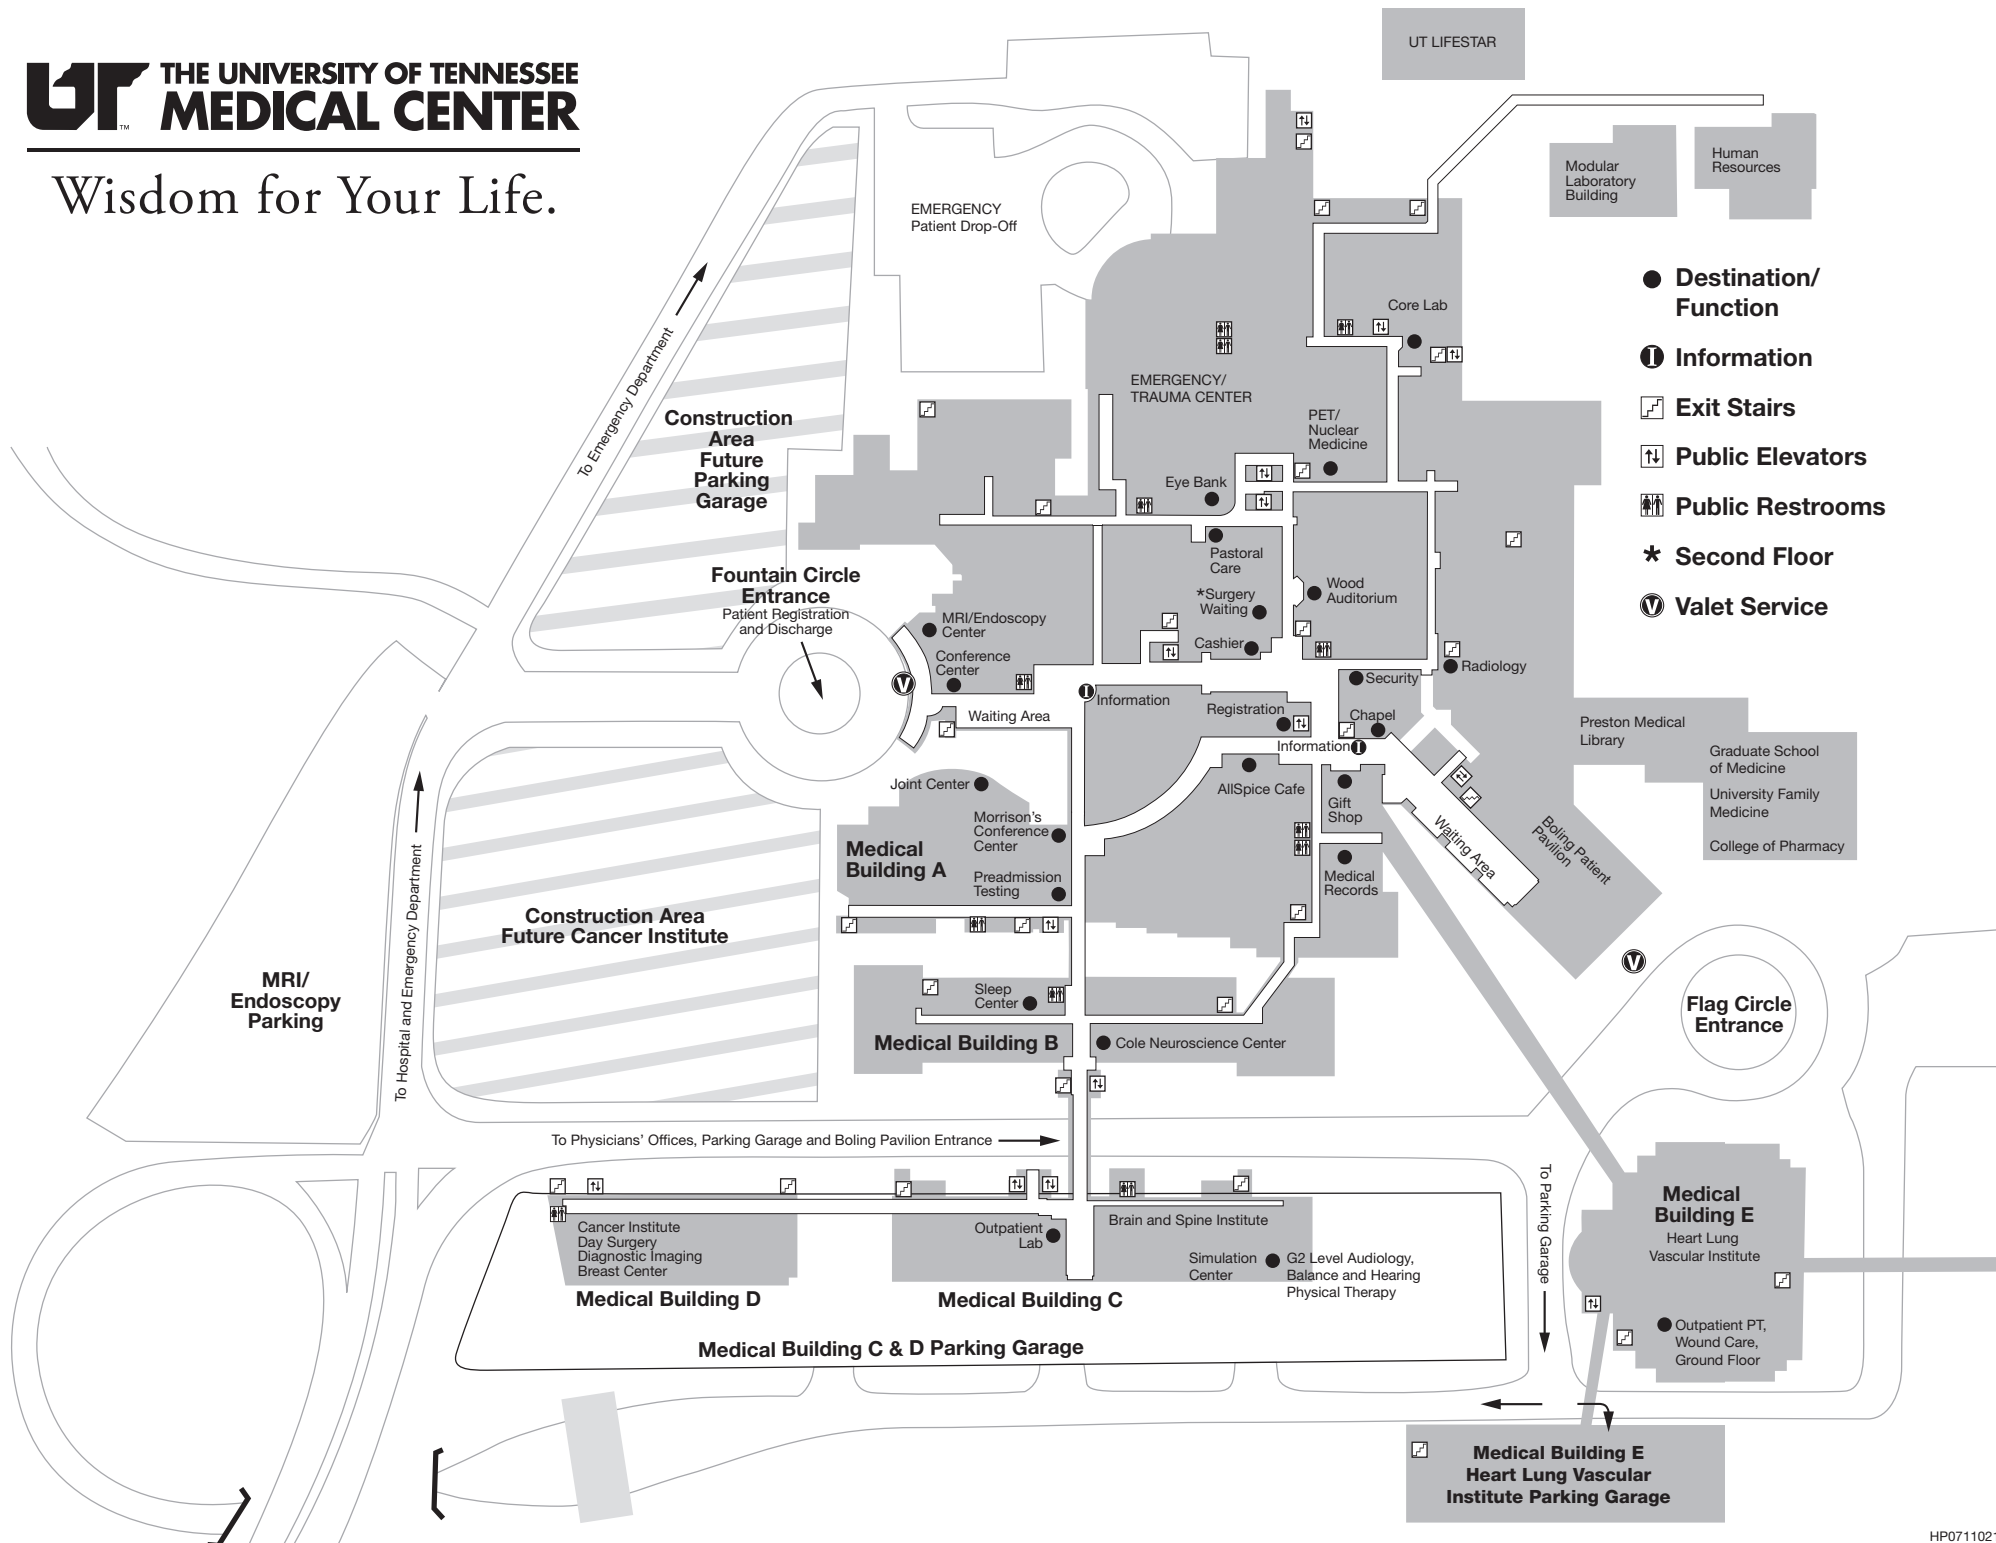 UT
TM
THE UNIVERSITY OF TENNESSEE
MEDICAL CENTER
Wisdom for Your Life.
UT LIFESTAR
Modular
Laboratory
Building
Human
Resources
EMERGENCY
Patient Drop-Off
To Emergency Department
Destination/
Function
Information
Exit Stairs
Public Elevators
Public Restrooms
* Second Floor
V Valet Service
Core Lab
EMERGENCY/
TRAUMA CENTER
PET/
Nuclear
Medicine
Eye Bank
Construction
Area
Future
Parking
Garage
Pastoral
Care
*Surgery
Waiting
Cashier
Wood
Auditorium
Fountain Circle
Entrance
Patient Registration
and Discharge
MRI/Endoscopy
Center
Conference
Center
V
Waiting Area
Information
Registration
Security
Chapel
Information
Radiology
Preston Medical
Library
Graduate School
of Medicine
University Family
Medicine
College of Pharmacy
Joint Center
Morrison's
Conference
Center
Preadmission
Testing
Medical
Building A
AllSpice Cafe
Gift
Shop
Medical
Records
Waiting Area
Boling Patient
Pavilion
V
Flag Circle
Entrance
To Hospital and Emergency Department
Construction Area
Future Cancer Institute
MRI/
Endoscopy
Parking
Sleep
Center
Medical Building B
Cole Neuroscience Center
To Physicians' Offices, Parking Garage and Boling Pavilion Entrance
To Parking Garage
Cancer Institute
Day Surgery
Diagnostic Imaging
Breast Center
Medical Building D
Outpatient
Lab
Medical Building C
Brain and Spine Institute
Simulation
Center
G2 Level Audiology,
Balance and Hearing
Physical Therapy
Medical Building C & D Parking Garage
Medical
Building E
Heart Lung
Vascular Institute
Outpatient PT,
Wound Care,
Ground Floor
Medical Building E
Heart Lung Vascular
Institute Parking Garage
HP0711021